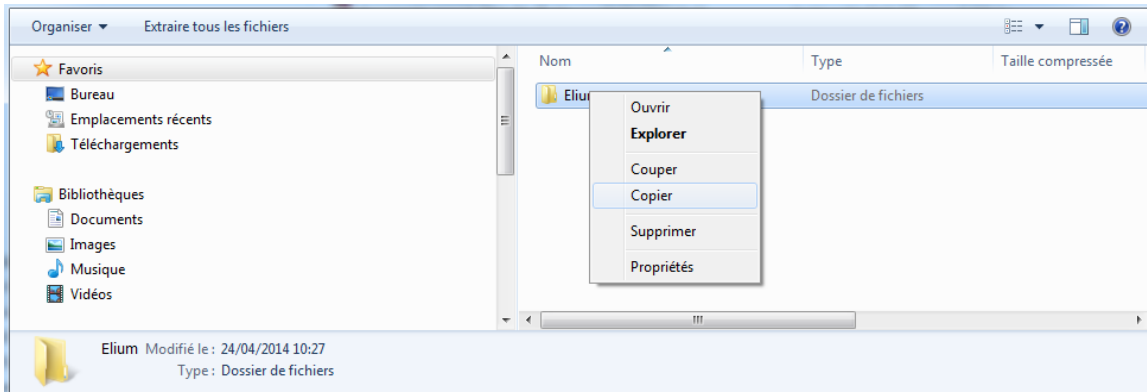 Organiser Extraire tous les fichiers
Favoris
Bureau
Emplacements récents
Téléchargements
Bibliothèques
Documents
Images
Musique
Vidéos
Nom Type Taille compressée
Dossier de fichiers
Ouvrir
Explorer
Couper
Copier
Supprimer
Propriétés
Elium Modifié le : 24/04/2014 10:27
Type : Dossier de fichiers